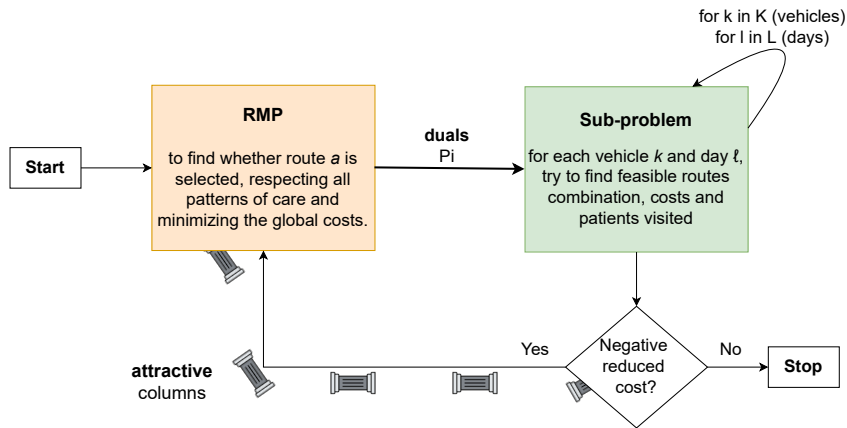 for k in K (vehicles)
for l in L (days)
Start
RMP
to find whether route a is
selected, respecting all
patterns of care and
minimizing the global costs.
duals
Pi
Sub-problem
for each vehicle k and day ℓ,
try to find feasible routes
combination, costs and
patients visited
attractive
columns
Yes
Negative
reduced
cost?
No
Stop